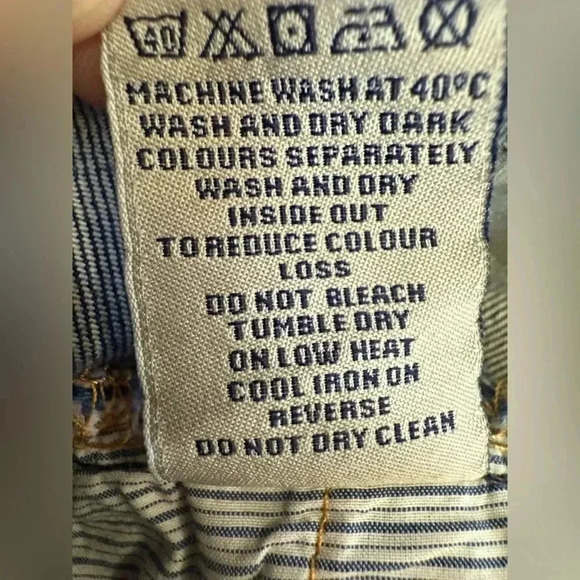 40
MACHINE WASH AT 40°C
WASH AND DRY DARK
COLOURS SEPARATELY
WASH AND DRY
INSIDE OUT
TO REDUCE COLOUR
LOSS
DO NOT BLEACH
TUMBLE DRY
ON LOW HEAT
COOL IRON ON
REVERSE
DO NOT DRY CLEAN